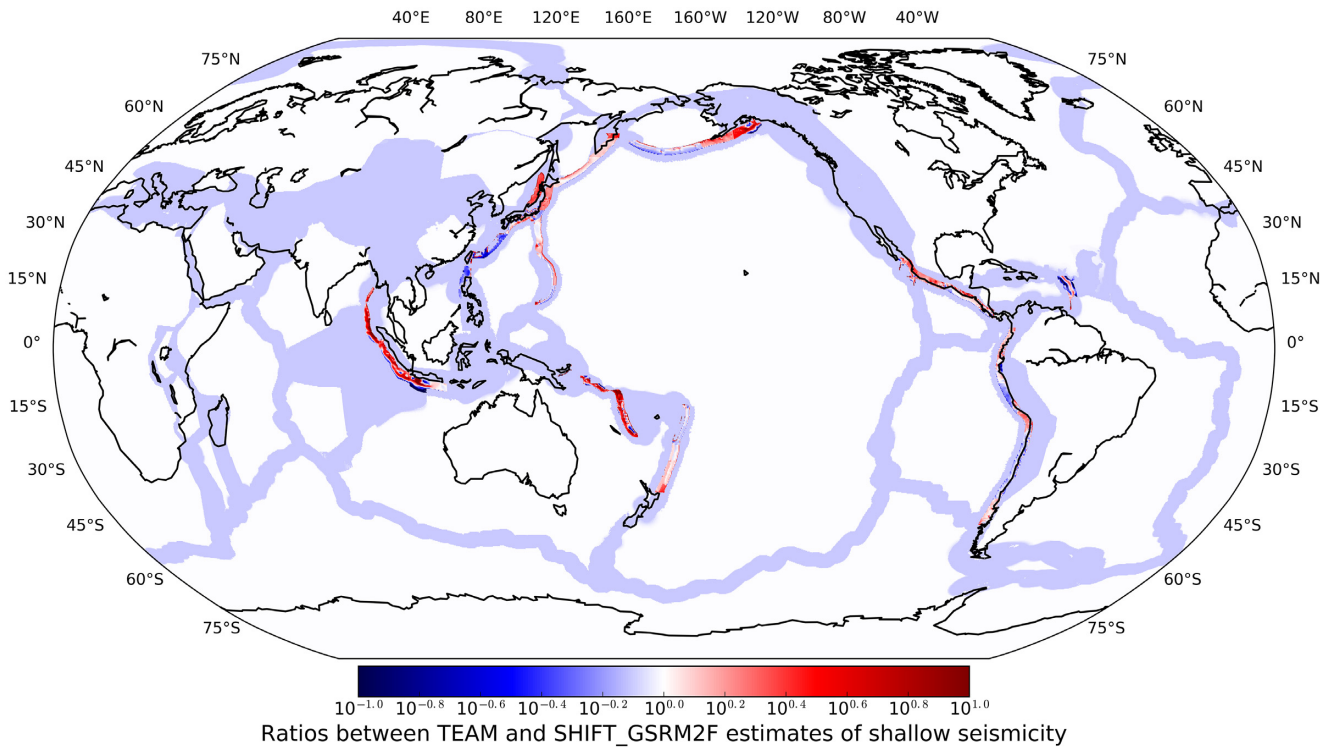 40°E 80°E 120°E 160°E 160°W 120°W 80°W 40°W
75°N 75°N
60°N 60°N
45°N 45°N
30°N 30°N
15°N 15°N
0° 0°
15°S 15°S
30°S 30°S
45°S 45°S
60°S 60°S
75°S 75°S
10^-1.0 10^-0.8 10^-0.6 10^-0.4 10^-0.2 10^0.0 10^0.2 10^0.4 10^0.6 10^0.8 10^1.0
Ratios between TEAM and SHIFT_GSRM2F estimates of shallow seismicity